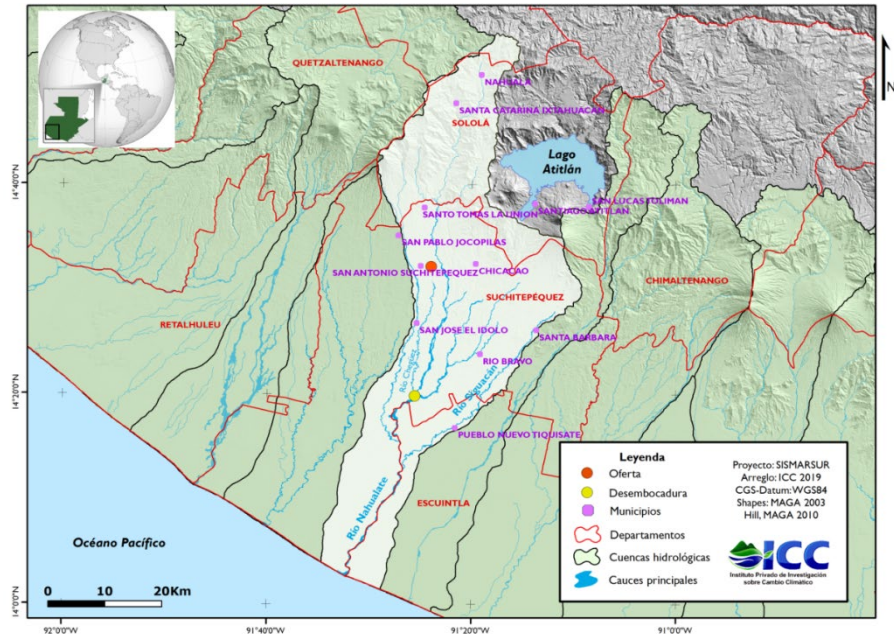 QUETZALTENANGO
N
NAHUALÁ
SANTA CATARINA IXTAHUACAN
SOLOLÁ
Lago
Atitlán
14°40'0"N
SANTO TOMAS LA UNION
SANTIAGO ATITLAN
SAN LUCAS TOLIMAN
SAN PABLO JOCOPILAS
SAN ANTONIO SUCHITEPEQUEZ
CHICACAO
CHIMALTENANGO
SUCHITEPÉQUEZ
RETALHULEU
SAN JOSE EL IDOLO
SANTA BARBARA
RIO BRAVO
14°20'0"N
Río Siguacán
PUEBLO NUEVO TIQUISATE
ESCUINTLA
Río Nahualate
Océano Pacífico
0 10 20Km
14°0'0"N
92°0'0"W
91°40'0"W
91°20'0"W
91°0'0"W
Leyenda
Oferta
Desembocadura
Municipios
Departamentos
Cuencas hidrológicas
Cauces principales
Proyecto: SISMARSUR
Arreglo: ICC 2019
CGS-Datum: WGS84
Shapes: MAGA 2003
Hill, MAGA 2010
ICC
Instituto Privado de Investigación
sobre Cambio Climático